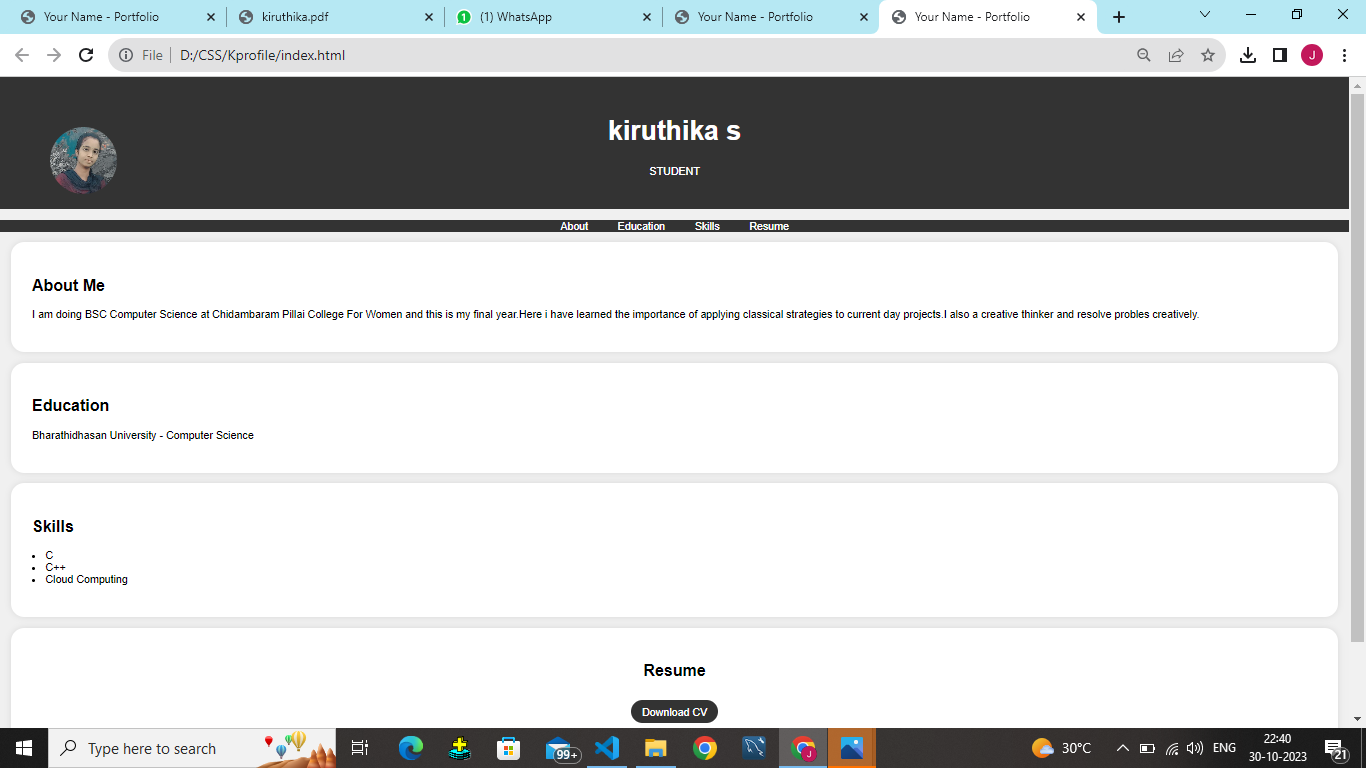 Your Name - Portfolio
kiruthika.pdf
(1) WhatsApp
Your Name - Portfolio
Your Name - Portfolio
File
D:/CSS/Kprofile/index.html
J
kiruthika s
STUDENT
About Education Skills Resume
About Me
I am doing BSC Computer Science at Chidambaram Pillai College For Women and this is my final year.Here i have learned the importance of applying classical strategies to current day projects.I also a creative thinker and resolve probles creatively.
Education
Bharathidhasan University - Computer Science
Skills
C
C++
Cloud Computing
Resume
Download CV
Type here to search
99+
J
30°C
ENG
22:40
30-10-2023
21